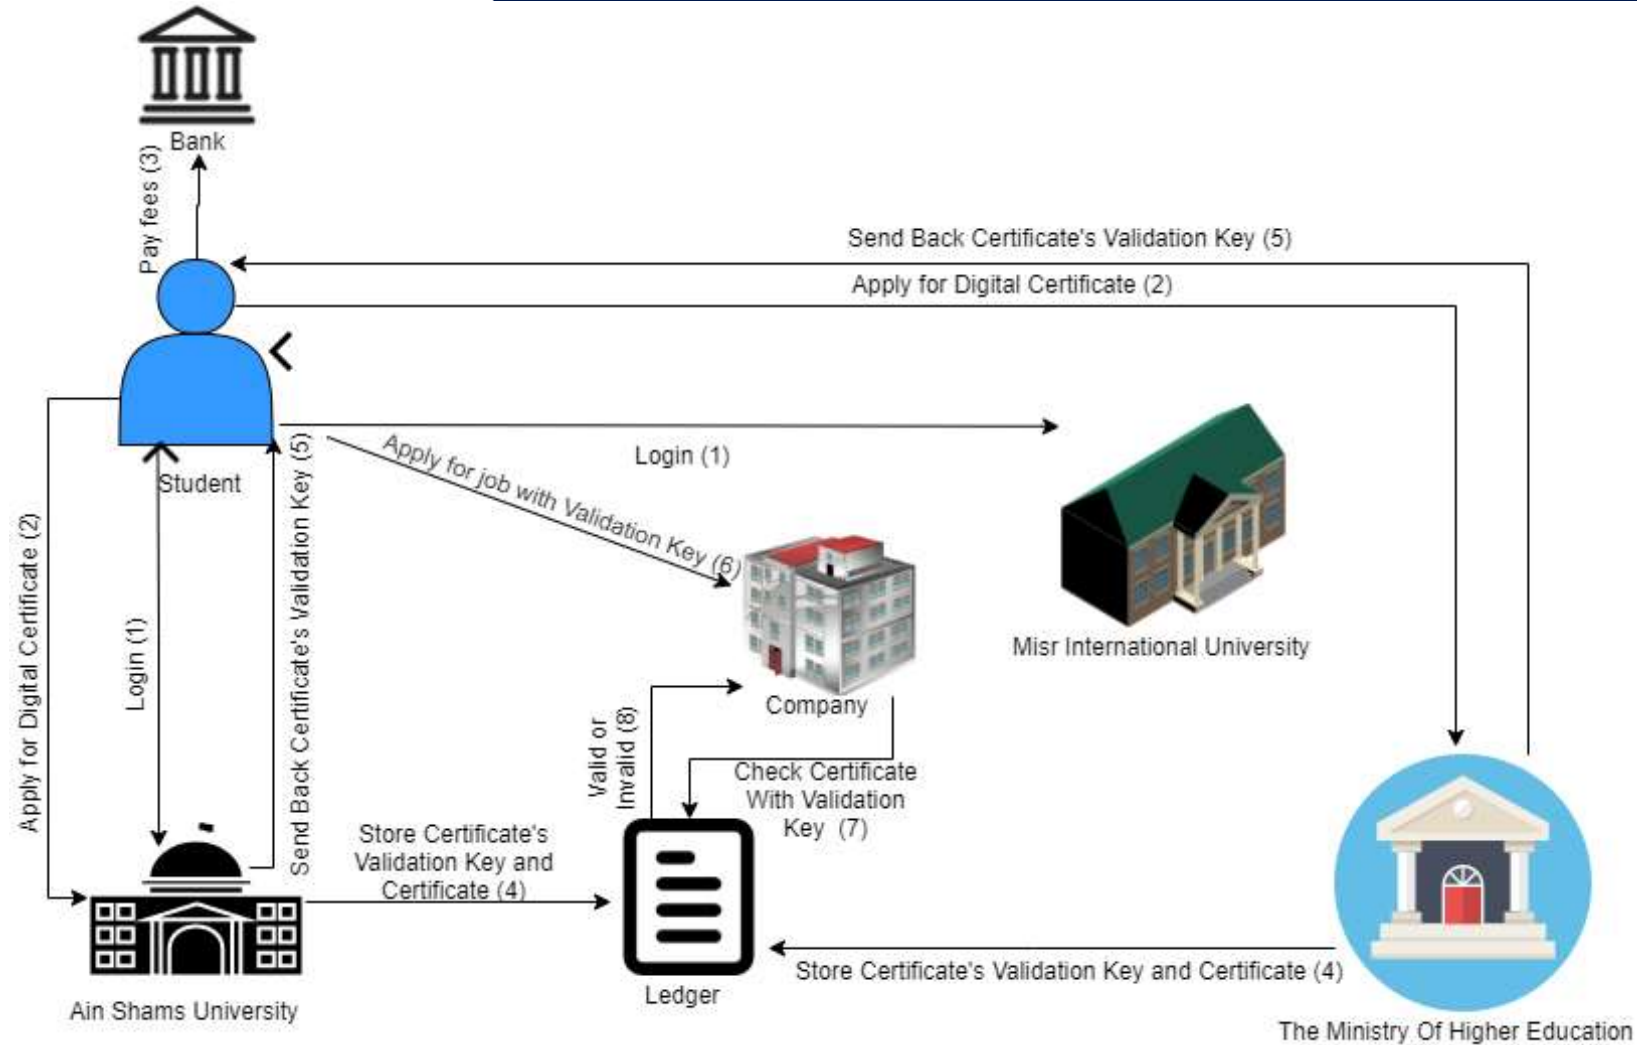 Bank
Pay fees (3)
Send Back Certificate's Validation Key (5)
Apply for Digital Certificate (2)
Student
Login (1)
Apply for job with Validation Key (6)
Misr International University
Apply for Digital Certificate (2)
Login (1)
Send Back Certificate's Validation Key (5)
Company
Valid or
Invalid (8)
Check Certificate
With Validation
Key (7)
Store Certificate's
Validation Key and
Certificate (4)
Store Certificate's Validation Key and Certificate (4)
Ledger
Ain Shams University
The Ministry Of Higher Education